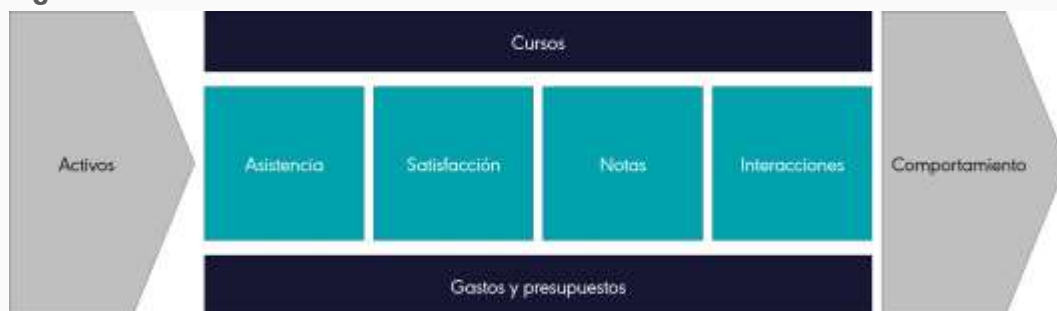 Cursos
Activos
Asistencia
Satisfacción
Notas
Interacciones
Comportamiento
Gastos y presupuestos